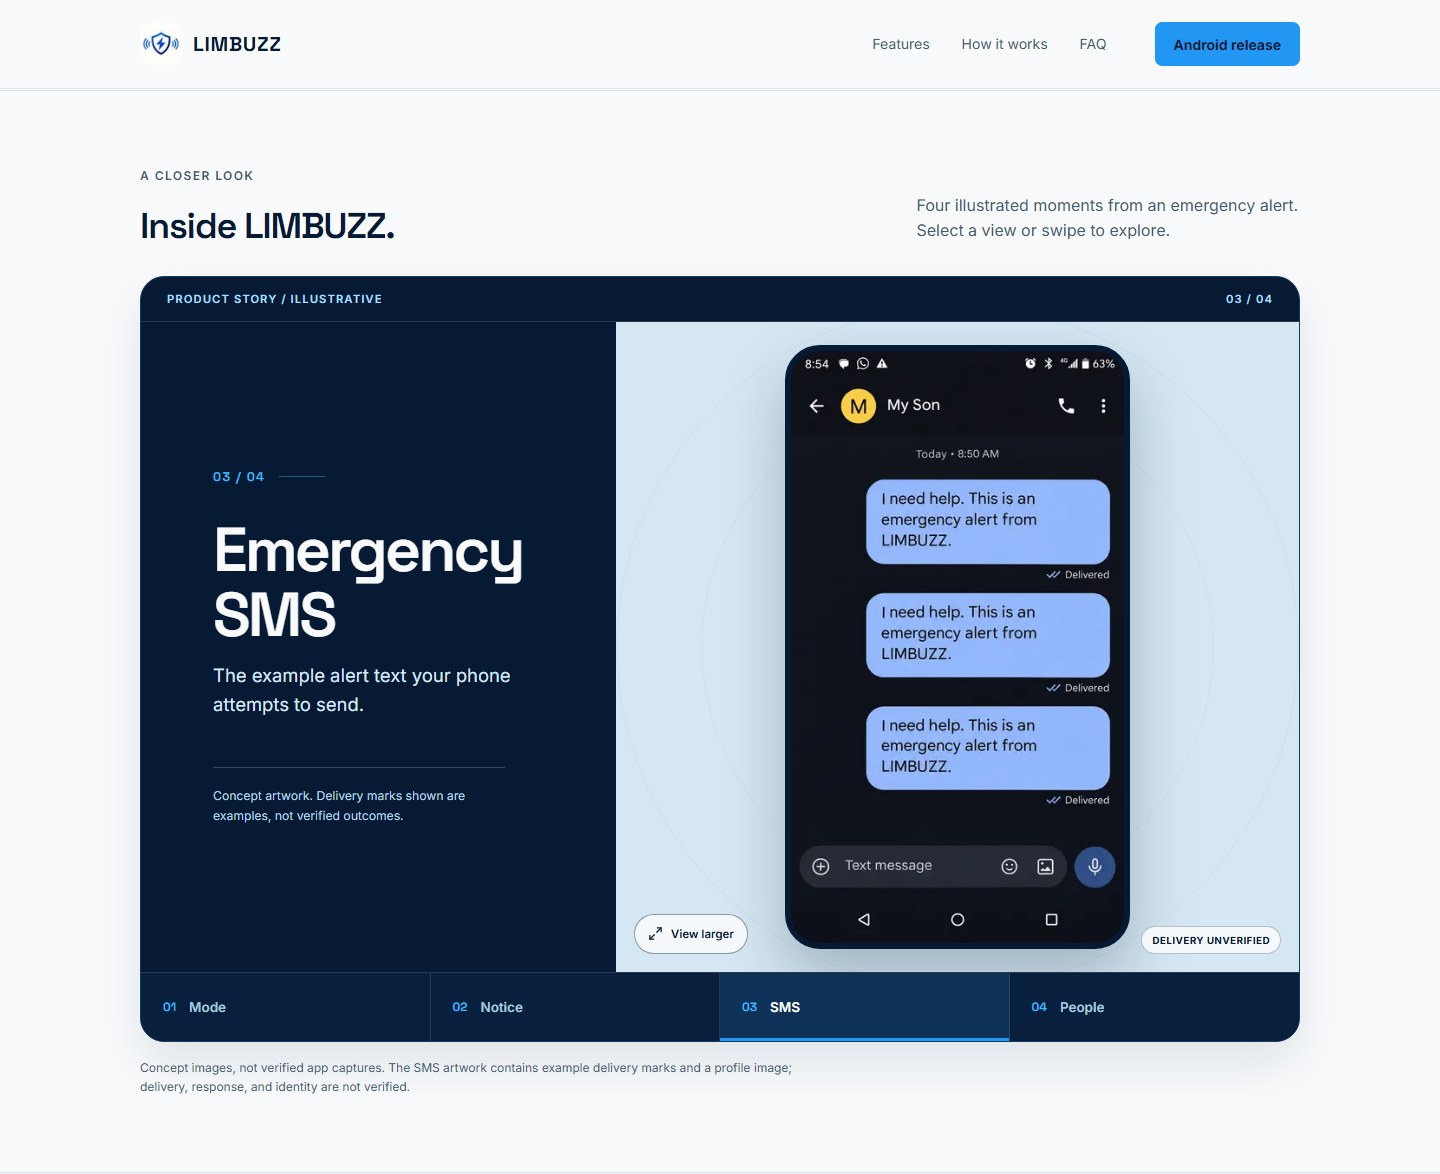 LIMBUZZ
Features
How it works
FAQ
Android release
A CLOSER LOOK
Inside LIMBUZZ.
Four illustrated moments from an emergency alert.
Select a view or swipe to explore.
PRODUCT STORY / ILLUSTRATIVE
03 / 04
03 / 04
Emergency
SMS
The example alert text your phone
attempts to send.
Concept artwork. Delivery marks shown are
examples, not verified outcomes.
8:54
4G
63%
M
My Son
Today • 8:50 AM
I need help. This is an
emergency alert from
LIMBUZZ.
Delivered
I need help. This is an
emergency alert from
LIMBUZZ.
Delivered
I need help. This is an
emergency alert from
LIMBUZZ.
Delivered
Text message
View larger
DELIVERY UNVERIFIED
01 Mode
02 Notice
03 SMS
04 People
Concept images, not verified app captures. The SMS artwork contains example delivery marks and a profile image;
delivery, response, and identity are not verified.